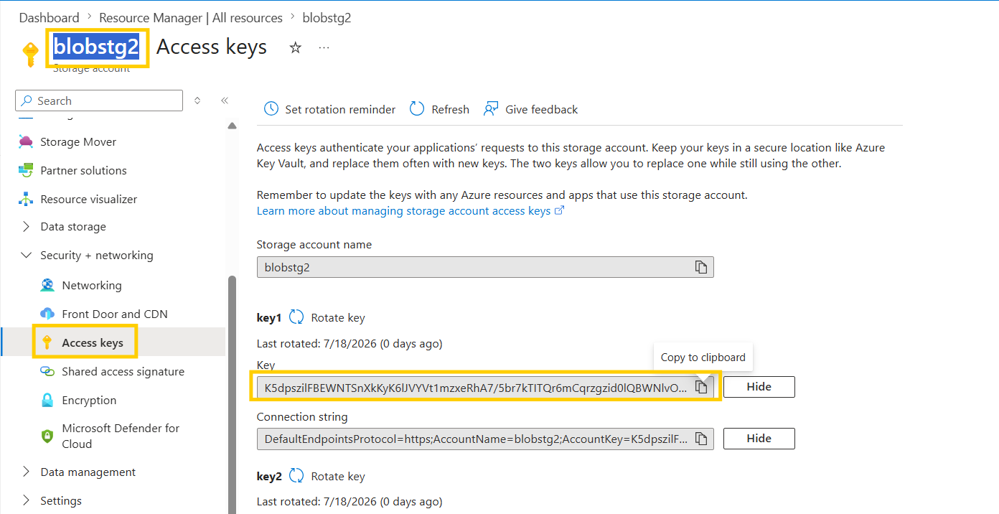 Dashboard > Resource Manager | All resources > blobstg2
blobstg2 Access keys ☆ ...
Storage account
Search
Storage Mover
Partner solutions
Resource visualizer
Data storage
Security + networking
Networking
Front Door and CDN
Access keys
Shared access signature
Encryption
Microsoft Defender for
Cloud
Data management
Settings
Set rotation reminder Refresh Give feedback
Access keys authenticate your applications’ requests to this storage account. Keep your keys in a secure location like Azure
Key Vault, and replace them often with new keys. The two keys allow you to replace one while still using the other.
Remember to update the keys with any Azure resources and apps that use this storage account.
Learn more about managing storage account access keys
Storage account name
blobstg2
key1 Rotate key
Last rotated: 7/18/2026 (0 days ago)
Copy to clipboard
Key
K5dpszilFBEWNTSnXkKyK6lJVYVt1mzxeRhA7/5br7kTITQr6mCqrzgzid0lQBWNlvO... Hide
Connection string
DefaultEndpointsProtocol=https;AccountName=blobstg2;AccountKey=K5dpszilF... Hide
key2 Rotate key
Last rotated: 7/18/2026 (0 days ago)